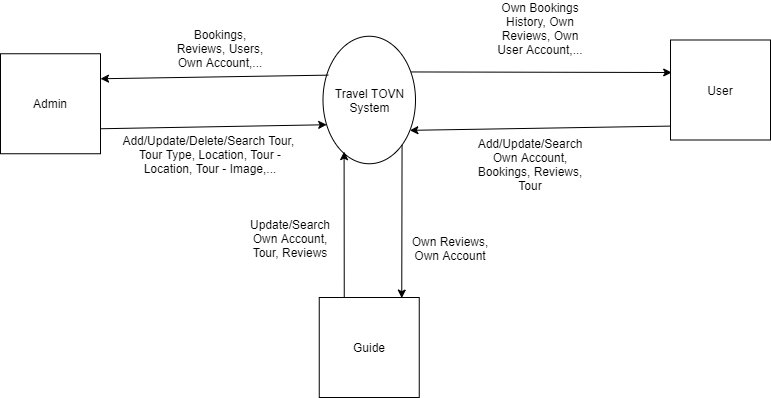 Own Bookings
History, Own
Reviews, Own
User Account,...
Bookings,
Reviews, Users,
Own Account,...
Admin
Travel TOVN
System
User
Add/Update/Delete/Search Tour,
Tour Type, Location, Tour -
Location, Tour - Image,...
Add/Update/Search
Own Account,
Bookings, Reviews,
Tour
Update/Search
Own Account,
Tour, Reviews
Own Reviews,
Own Account
Guide